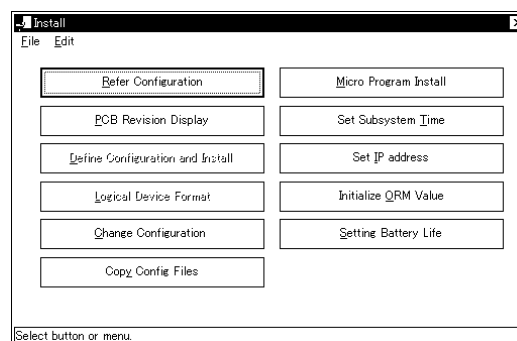 Install
File Edit
Refer Configuration
PCB Revision Display
Define Configuration and Install
Logical Device Format
Change Configuration
Copy Config Files
Micro Program Install
Set Subsystem Time
Set IP address
Initialize ORM Value
Setting Battery Life
Select button or menu.